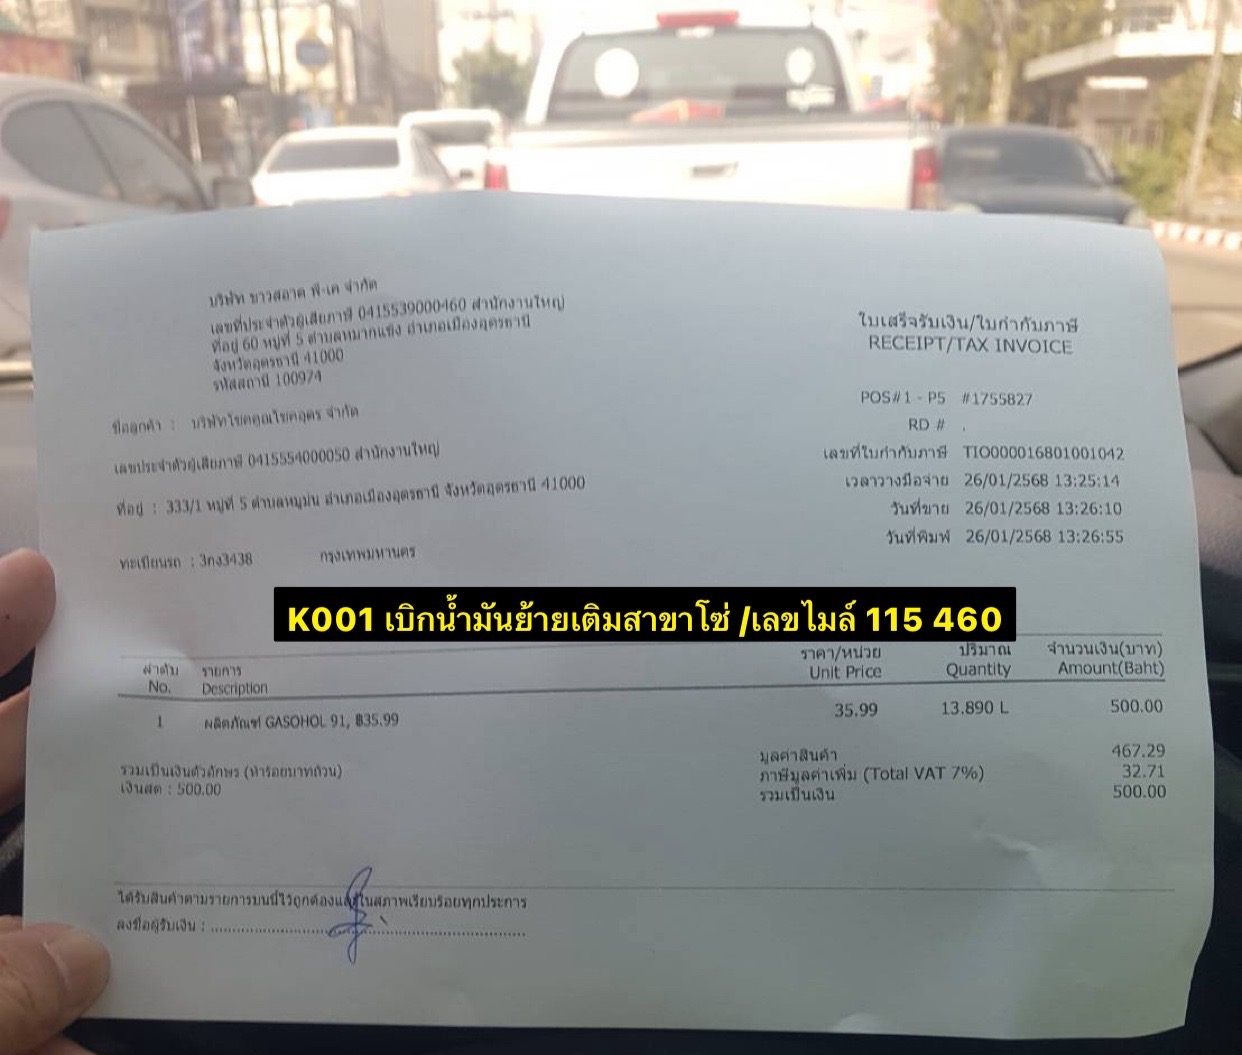 บริษัท ขาวสอาด พี-เค จำกัด
เลขที่ประจำตัวผู้เสียภาษี 0415539000460 สำนักงานใหญ่
ที่อยู่ 60 หมู่ที่ 5 ตำบลหมากแข้ง อำเภอเมืองอุดรธานี
จังหวัดอุดรธานี 41000
รหัสสถานี 100974
ใบเสร็จรับเงิน/ใบกำกับภาษี
RECEIPT/TAX INVOICE
POS#1 - P5 #1755827
RD # .
เลขที่ใบกำกับภาษี TIO000016801001042
เวลาวางมือจ่าย 26/01/2568 13:25:14
วันที่ขาย 26/01/2568 13:26:10
วันที่พิมพ์ 26/01/2568 13:26:55
ชื่อลูกค้า : บริษัทโชคคูณโชคอุดร จำกัด
เลขประจำตัวผู้เสียภาษี 0415554000050 สำนักงานใหญ่
ที่อยู่ : 333/1 หมู่ที่ 5 ตำบลหมูม่น อำเภอเมืองอุดรธานี จังหวัดอุดรธานี 41000
ทะเบียนรถ : 3กง3438 กรุงเทพมหานคร
K001 เบิกน้ำมันย้ายเติมสาขาโซ่ /เลขไมล์ 115 460
ลำดับ รายการ ราคา/หน่วย ปริมาณ จำนวนเงิน(บาท)
No. Description Unit Price Quantity Amount(Baht)
1 ผลิตภัณฑ์ GASOHOL 91, ฿35.99 35.99 13.890 L 500.00
มูลค่าสินค้า 467.29
รวมเป็นเงินตัวอักษร (ห้าร้อยบาทถ้วน) ภาษีมูลค่าเพิ่ม (Total VAT 7%) 32.71
เงินสด : 500.00 รวมเป็นเงิน 500.00
ได้รับสินค้าตามรายการบนนี้ไว้ถูกต้องและอยู่ในสภาพเรียบร้อยทุกประการ
ลงชื่อผู้รับเงิน :